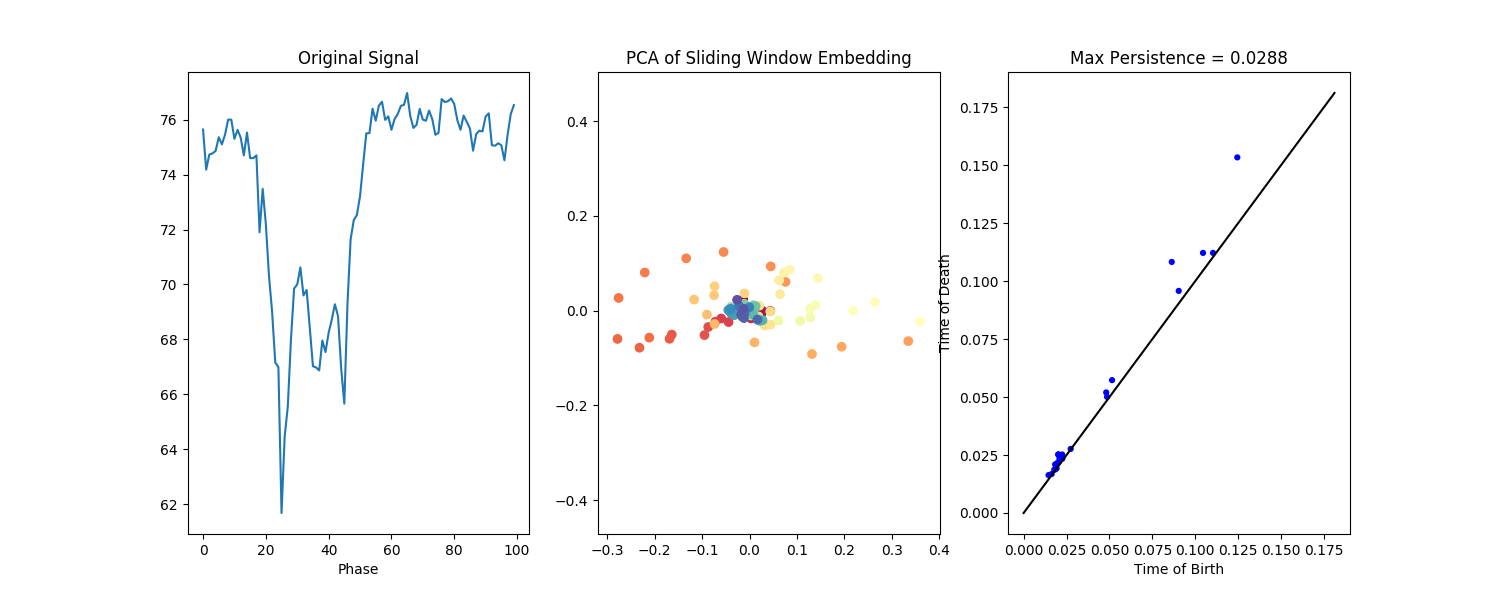 Original Signal
76
74
72
70
68
66
64
62
0 20 40 60 80 100
Phase
PCA of Sliding Window Embedding
0.4
0.2
0.0
−0.2
−0.4
−0.3 −0.2 −0.1 0.0 0.1 0.2 0.3 0.4
Max Persistence = 0.0288
Time of Death
0.175
0.150
0.125
0.100
0.075
0.050
0.025
0.000
0.000 0.025 0.050 0.075 0.100 0.125 0.150 0.175
Time of Birth